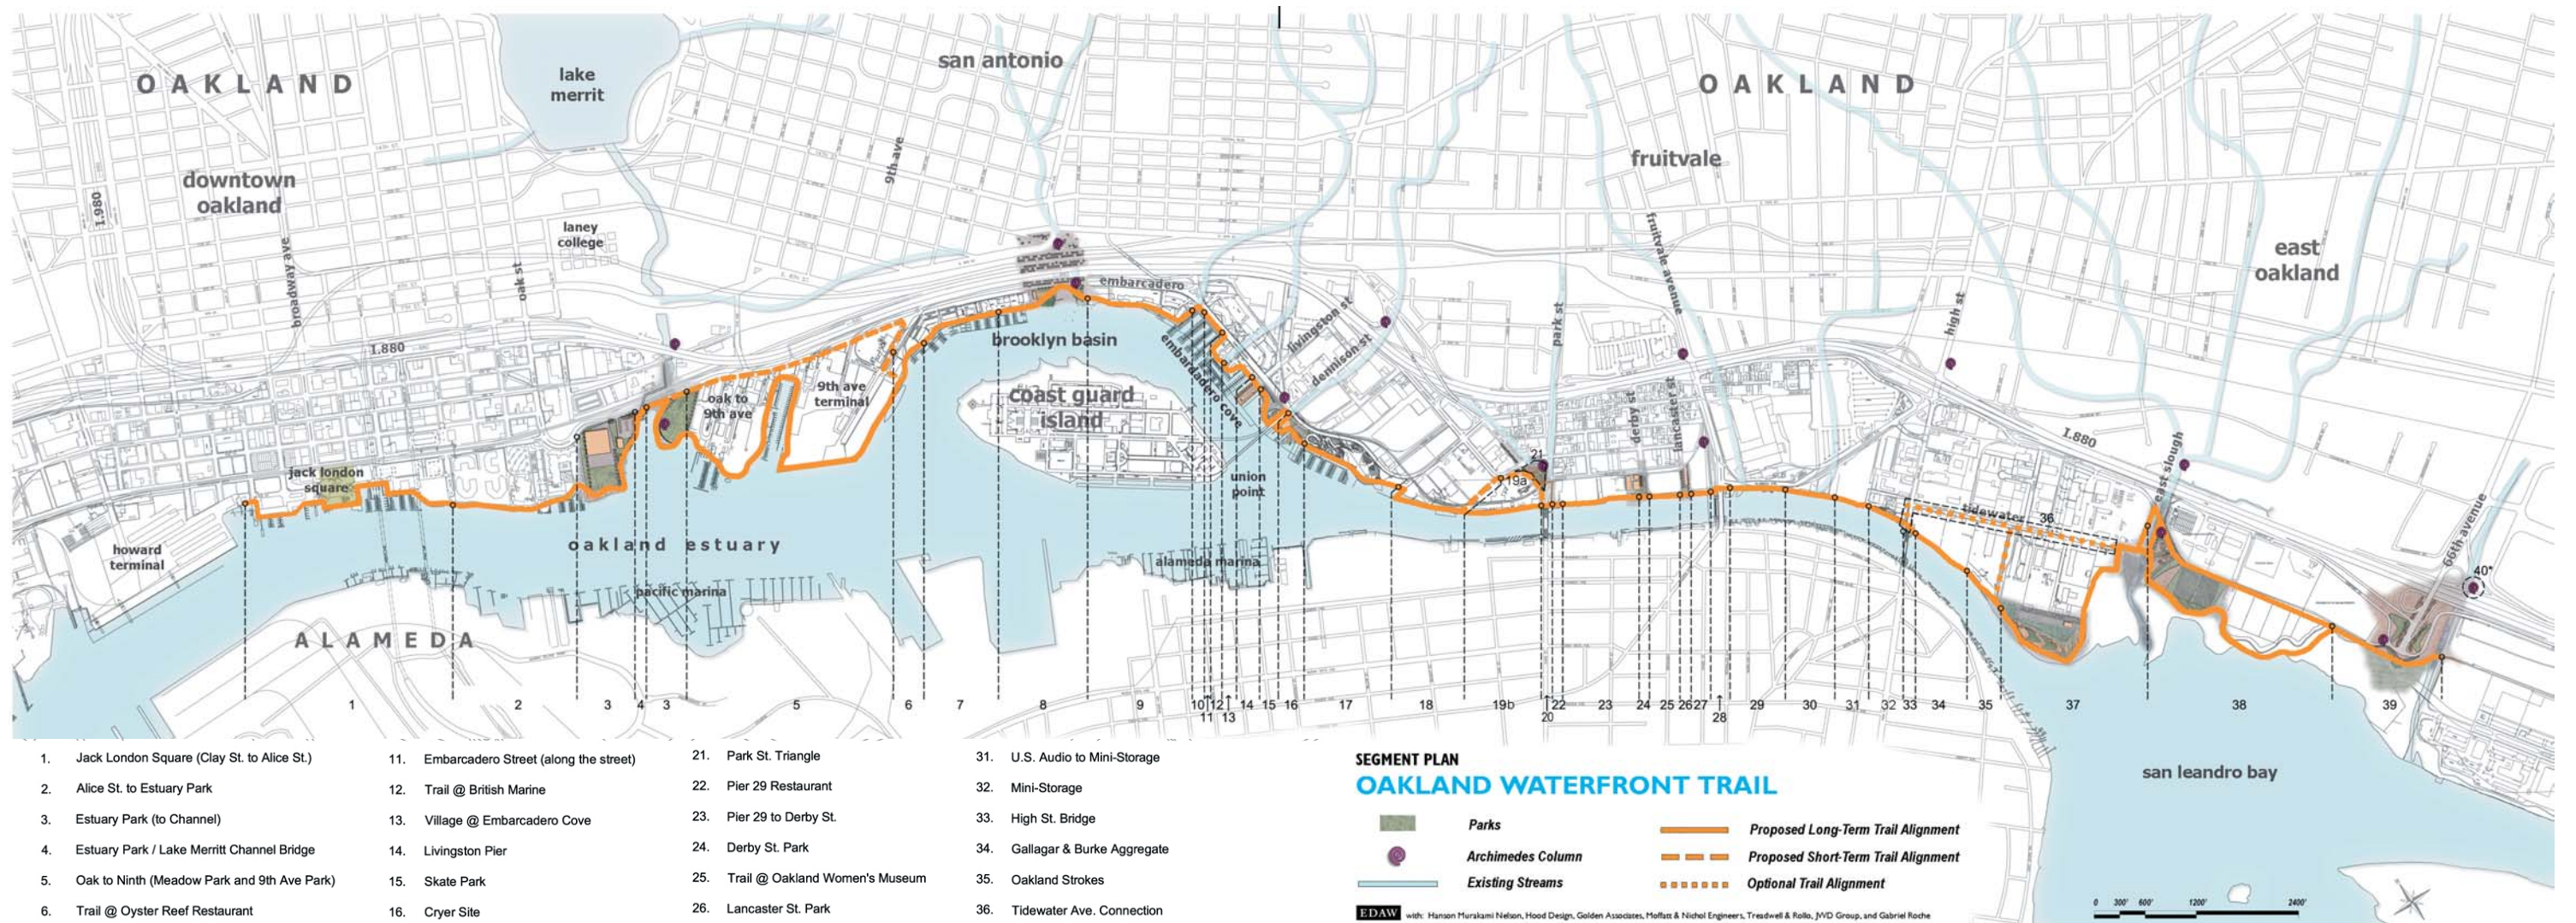 OAKLAND
lake
merrit
san antonio
OAKLAND
downtown
oakland
9th ave
fruitvale
I.980
laney
college
broadway ave
oak st
fruitvale avenue
east
oakland
embarcadero
livingston st
park st
high st
brooklyn basin
I.880
dennison st
embardadero cove
coast guard
island
9th ave
terminal
oak to
9th ave
derby st
lancaster st
I.880
east slough
jack london
square
union
point
21
19a
tidewater
36
66th avenue
howard
terminal
oakland estuary
alameda marina
40*
pacific marina
ALAMEDA
1 2 3 4 3 5 6 7 8 9 10 11 12 13 14 15 16 17 18 19b 20 22 23 24 25 26 27 28 29 30 31 32 33 34 35 37 38 39
san leandro bay
1. Jack London Square (Clay St. to Alice St.)
2. Alice St. to Estuary Park
3. Estuary Park (to Channel)
4. Estuary Park / Lake Merritt Channel Bridge
5. Oak to Ninth (Meadow Park and 9th Ave Park)
6. Trail @ Oyster Reef Restaurant
11. Embarcadero Street (along the street)
12. Trail @ British Marine
13. Village @ Embarcadero Cove
14. Livingston Pier
15. Skate Park
16. Cryer Site
21. Park St. Triangle
22. Pier 29 Restaurant
23. Pier 29 to Derby St.
24. Derby St. Park
25. Trail @ Oakland Women's Museum
26. Lancaster St. Park
31. U.S. Audio to Mini-Storage
32. Mini-Storage
33. High St. Bridge
34. Gallagar & Burke Aggregate
35. Oakland Strokes
36. Tidewater Ave. Connection
SEGMENT PLAN
OAKLAND WATERFRONT TRAIL
Parks
Archimedes Column
Existing Streams
Proposed Long-Term Trail Alignment
Proposed Short-Term Trail Alignment
Optional Trail Alignment
EDAW with: Hanson Murakami Nelson, Hood Design, Golden Associates, Moffatt & Nichol Engineers, Treadwell & Rollo, JWD Group, and Gabriel Roche
0 300' 600' 1200' 2400'